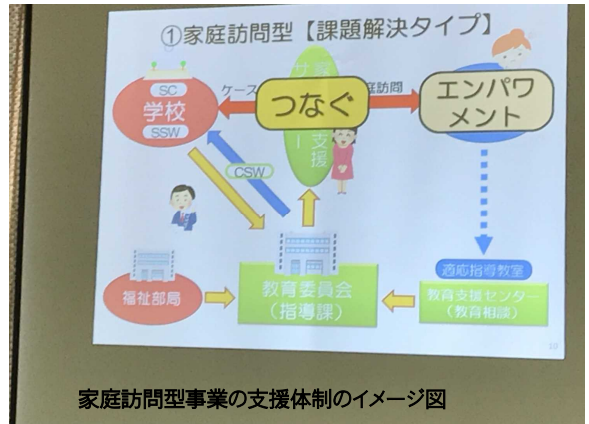 ①家庭訪問型【課題解決タイプ】
SC
学校
SSW
ケース
つなぐ
訪問
エンパワ
メント
支援
CSW
適応指導教室
福祉部局
教育委員会
(指導課)
教育支援センター
(教育相談)
10
家庭訪問型事業の支援体制のイメージ図